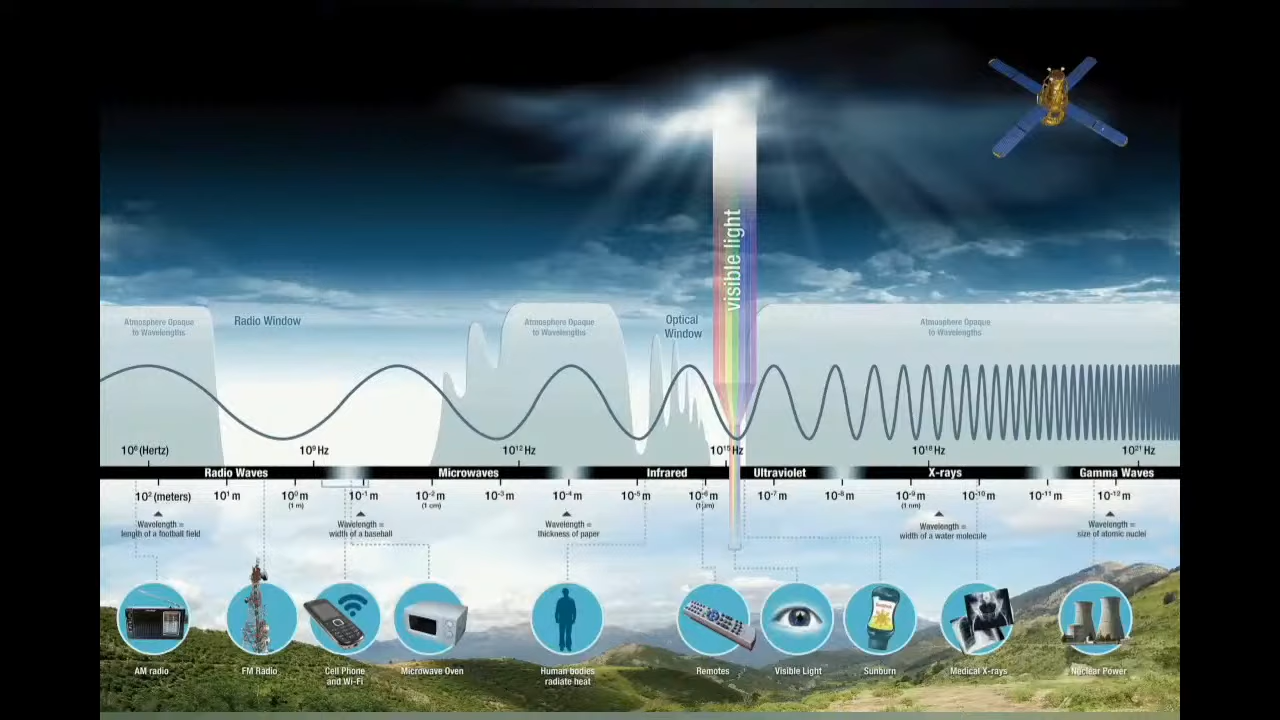 visible light
Atmosphere Opaque
to Wavelengths
Radio Window
Atmosphere Opaque
to Wavelengths
Optical
Window
Atmosphere Opaque
to Wavelengths
10⁶ (Hertz) 10⁹ Hz 10¹² Hz 10¹⁵ Hz 10¹⁸ Hz 10²¹ Hz
Radio Waves Microwaves Infrared Ultraviolet X-rays Gamma Waves
10² (meters) 10¹ m 10⁰ m 10⁻¹ m 10⁻² m 10⁻³ m 10⁻⁴ m 10⁻⁵ m 10⁻⁶ m 10⁻⁷ m 10⁻⁸ m 10⁻⁹ m 10⁻¹⁰ m 10⁻¹¹ m 10⁻¹² m
(1 m) (1 cm) (1 μm) (1 nm)
Wavelength =
length of a football field
Wavelength =
width of a baseball
Wavelength =
thickness of paper
Wavelength =
width of a water molecule
Wavelength =
size of atomic nuclei
AM radio
FM Radio
Cell Phone
and Wi-Fi
Microwave Oven
Human bodies
radiate heat
Remotes
Visible Light
Sunburn
Medical X-rays
Nuclear Power